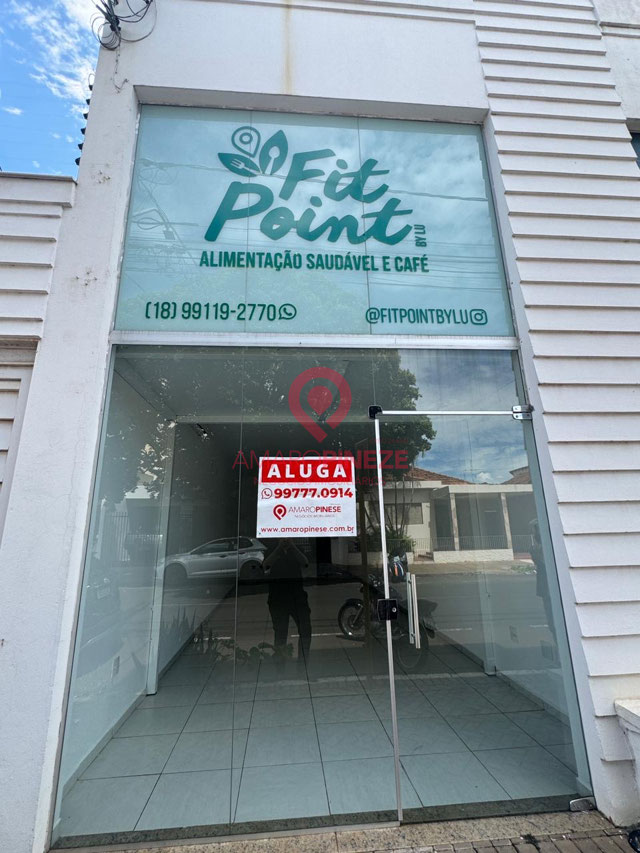 Fit
Point
BY LU
ALIMENTAÇÃO SAUDÁVEL E CAFÉ
(18) 99119-2770
@FITPOINTBYLU
AMAROPINEZE
ALUGA
99777.0914
AMAROPINESE
www.amaropinese.com.br